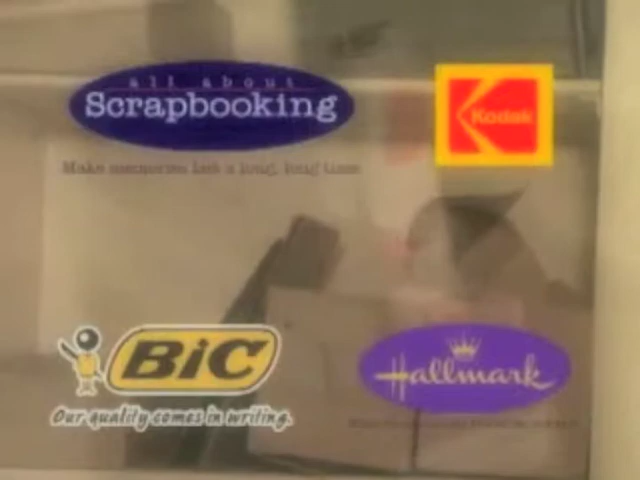 all about
Scrapbooking
Kodak
Make memories last a long, long time
BiC
Hallmark
Our quality comes in writing.